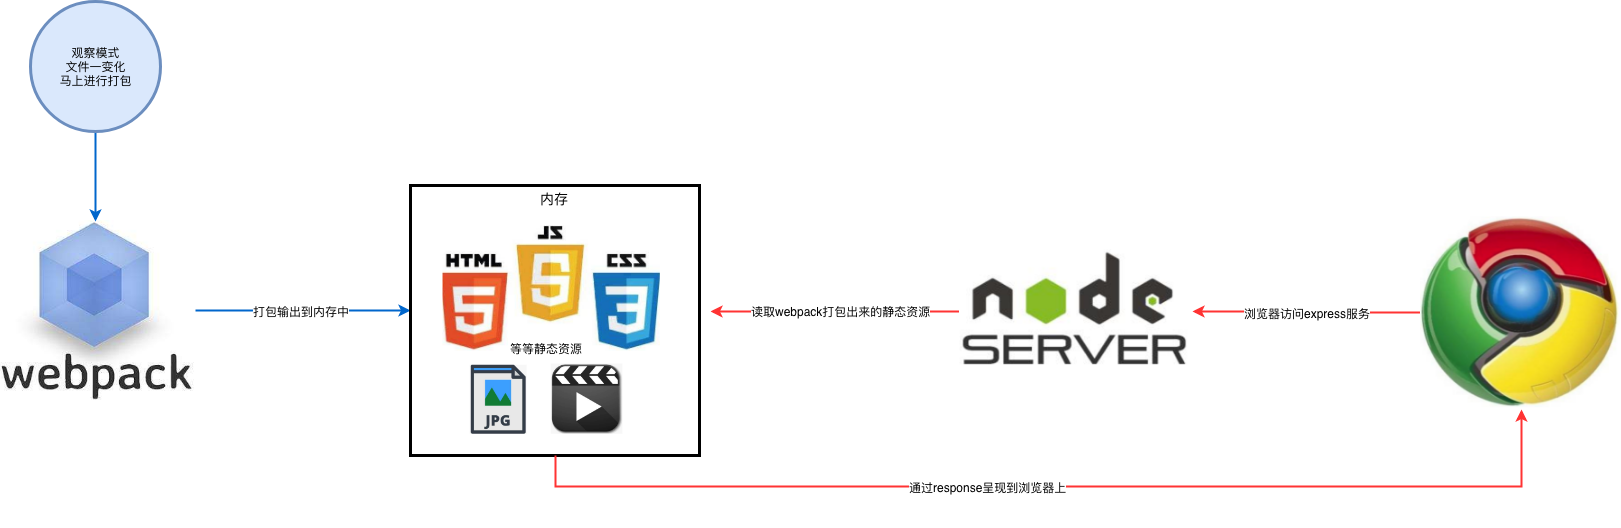 观察模式
文件一变化
马上进行打包
webpack
打包输出到内存中
内存
JS
HTML
CSS
5
5
3
等等静态资源
JPG
读取webpack打包出来的静态资源
node
SERVER
浏览器访问express服务
通过response呈现到浏览器上